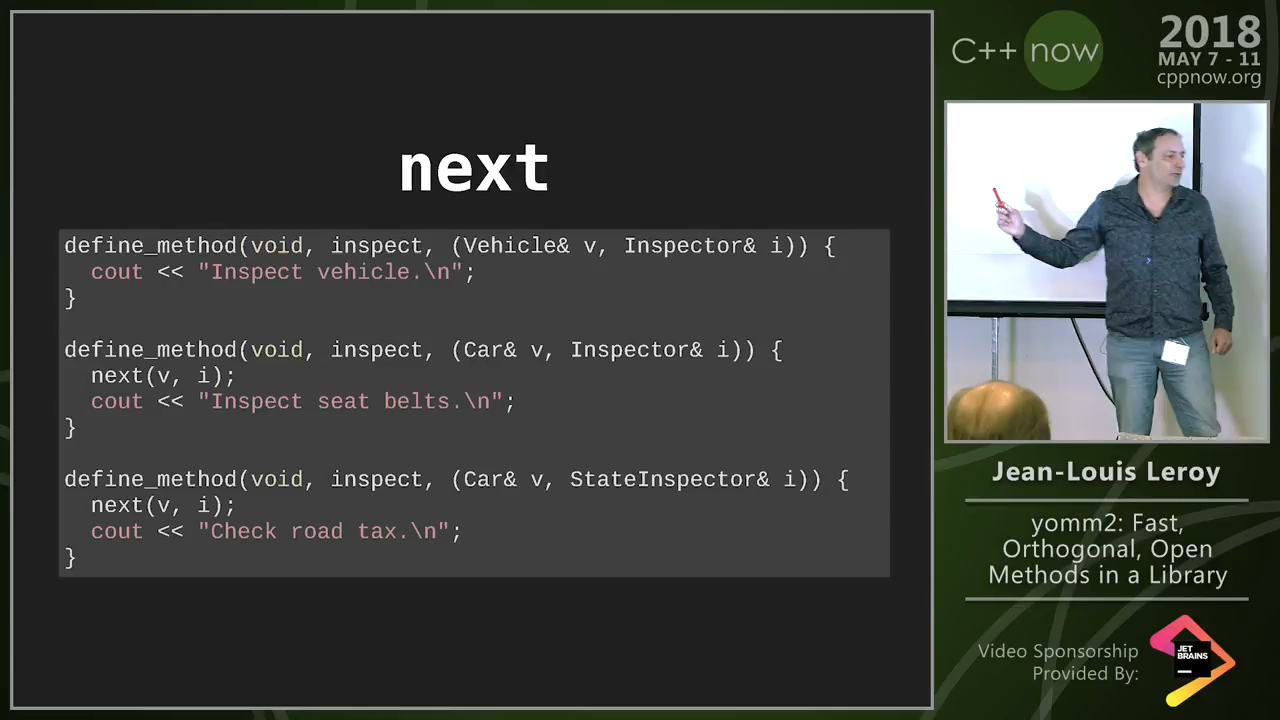 next
define_method(void, inspect, (Vehicle& v, Inspector& i)) {
  cout << "Inspect vehicle.\n";
}
define_method(void, inspect, (Car& v, Inspector& i)) {
  next(v, i);
  cout << "Inspect seat belts.\n";
}
define_method(void, inspect, (Car& v, StateInspector& i)) {
  next(v, i);
  cout << "Check road tax.\n";
}
C++ now
2018
MAY 7 - 11
cppnow.org
Jean-Louis Leroy
yomm2: Fast,
Orthogonal, Open
Methods in a Library
Video Sponsorship
Provided By:
JET
BRAINS